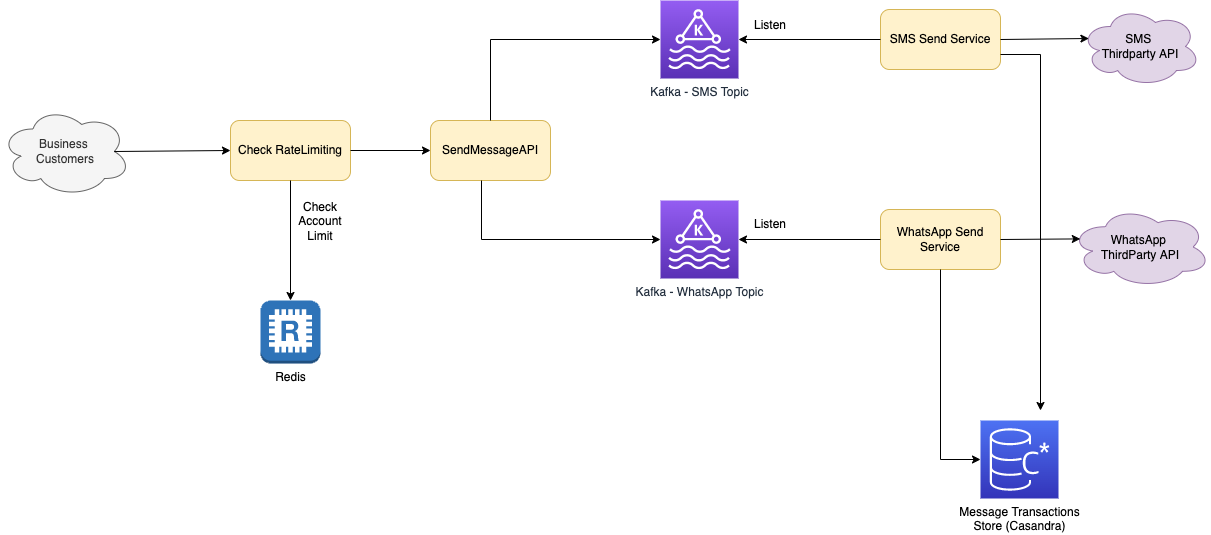 Listen
SMS Send Service
SMS
Thirdparty API
K
Kafka - SMS Topic
Business
Customers
Check RateLimiting
SendMessageAPI
Check
Account
Limit
Listen
WhatsApp Send
Service
WhatsApp
ThirdParty API
K
Kafka - WhatsApp Topic
R
Redis
C*
Message Transactions
Store (Casandra)